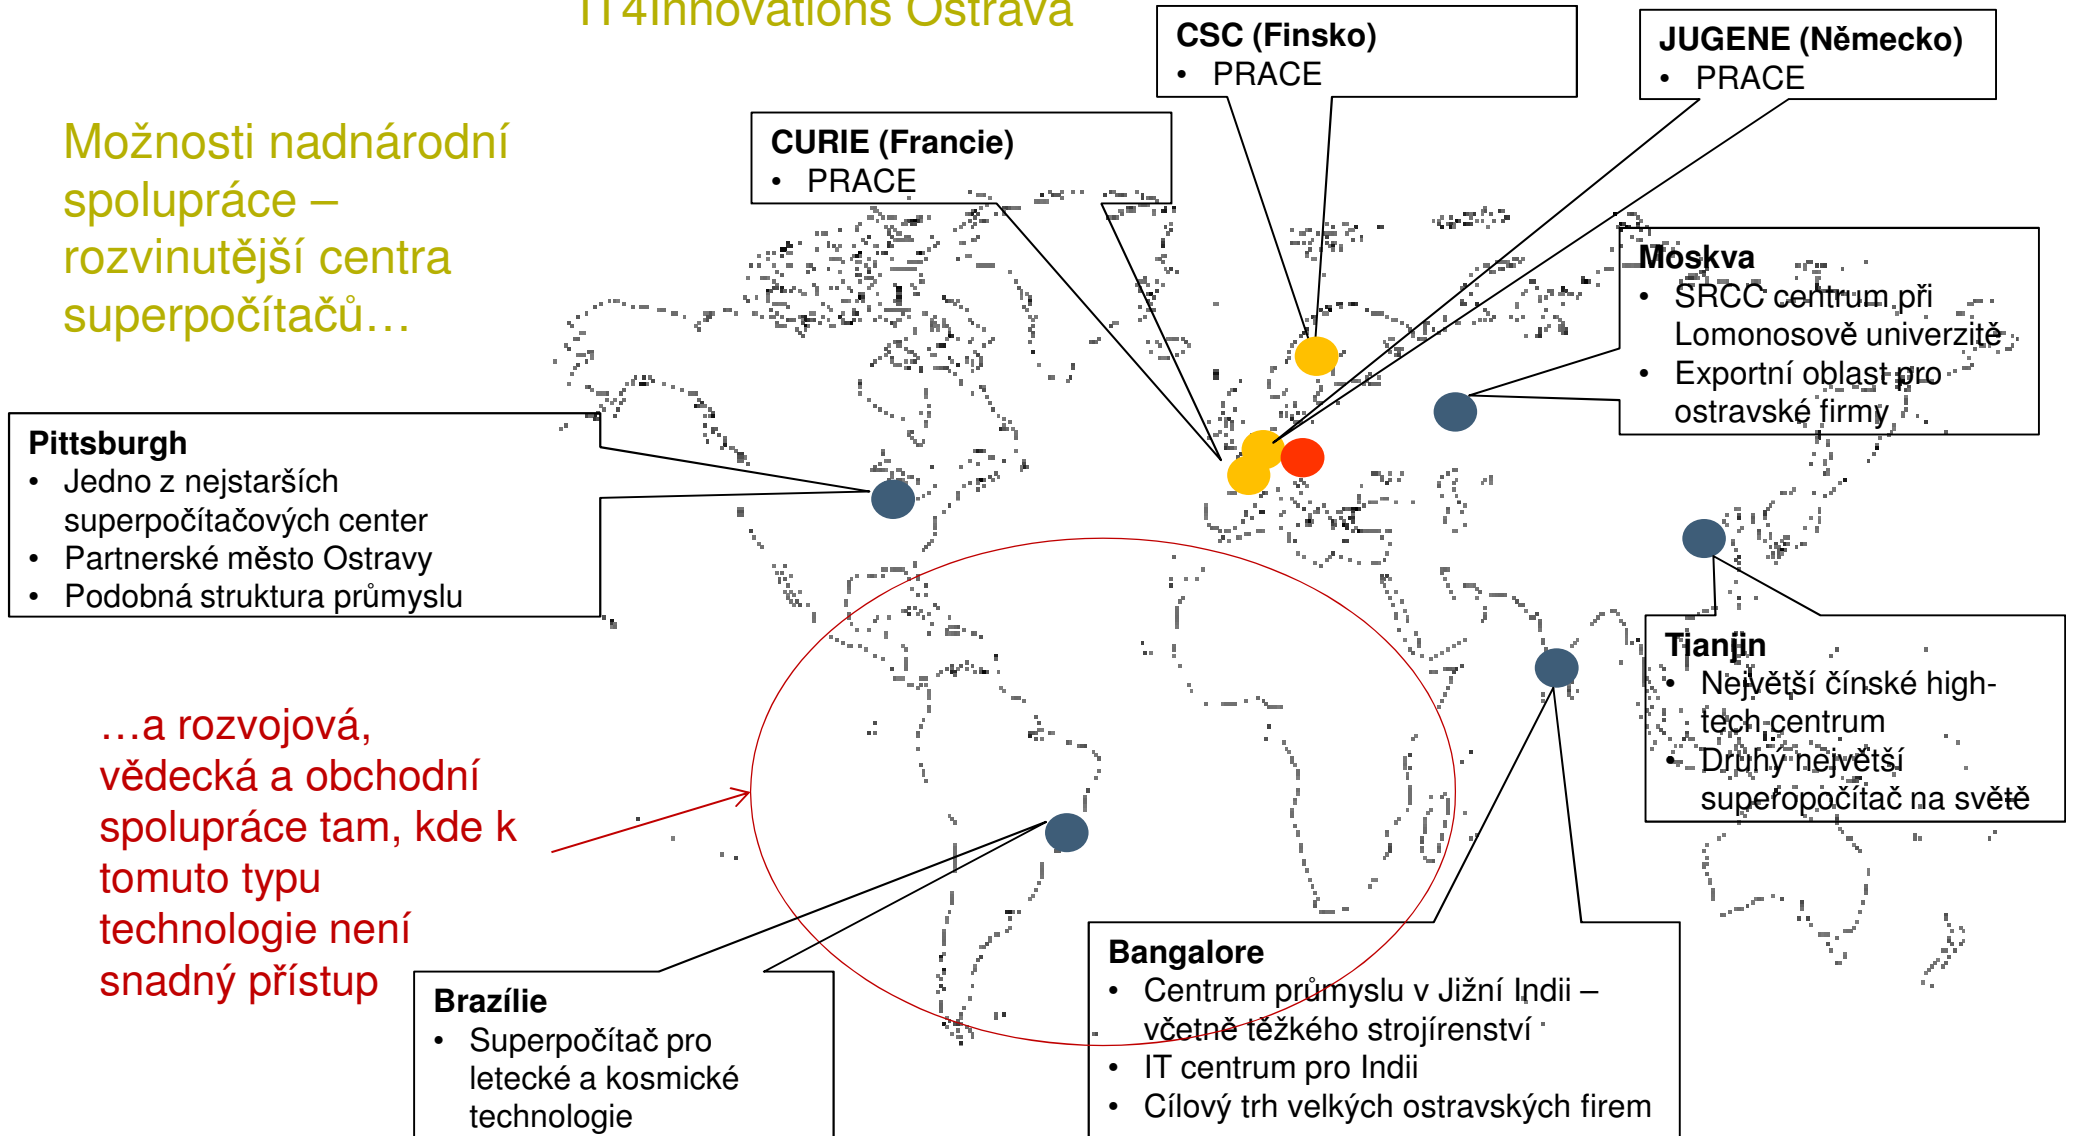 IT4Innovations Ostrava
Možnosti nadnárodní
spolupráce –
rozvinutější centra
superpočítačů…
CURIE (Francie)
• PRACE
CSC (Finsko)
• PRACE
JUGENE (Německo)
• PRACE
Moskva
• SRCC centrum při
Lomonosově univerzitě
• Exportní oblast pro
ostravské firmy
Pittsburgh
• Jedno z nejstarších
superpočítačových center
• Partnerské město Ostravy
• Podobná struktura průmyslu
Tianjin
• Největší čínské high-
tech centrum
• Druhý největší
superopočítač na světě
…a rozvojová,
vědecká a obchodní
spolupráce tam, kde k
tomuto typu
technologie není
snadný přístup
Brazílie
• Superpočítač pro
letecké a kosmické
technologie
Bangalore
• Centrum průmyslu v Jižní Indii –
včetně těžkého strojírenství
• IT centrum pro Indii
• Cílový trh velkých ostravských firem